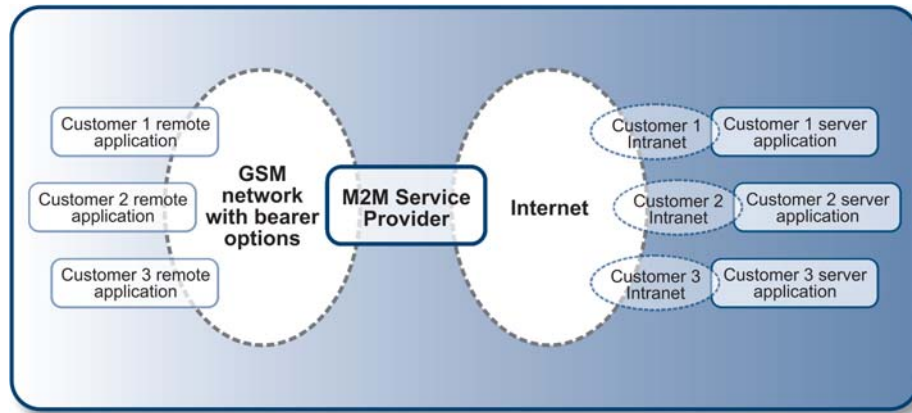 Customer 1 remote
application
Customer 2 remote
application
Customer 3 remote
application
GSM
network
with bearer
options
M2M Service
Provider
Internet
Customer 1
Intranet
Customer 2
Intranet
Customer 3
Intranet
Customer 1 server
application
Customer 2 server
application
Customer 3 server
application